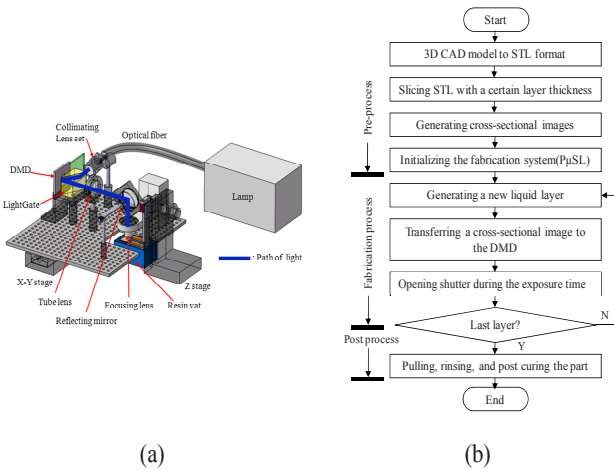 Collimating
Lens set
Optical fiber
DMD
LightGate
Lamp
: Path of light
X-Y stage
Z stage
Tube lens
Focusing lens
Resin vat
Reflecting mirror
(a)
Start
3D CAD model to STL format
Slicing STL with a certain layer thickness
Generating cross-sectional images
Initializing the fabrication system(PμSL)
Generating a new liquid layer
Transferring a cross-sectional image to
the DMD
Opening shutter during the exposure time
Last layer?
N
Y
Pulling, rinsing, and post curing the part
End
Pre-process
Fabrication process
Post process
(b)